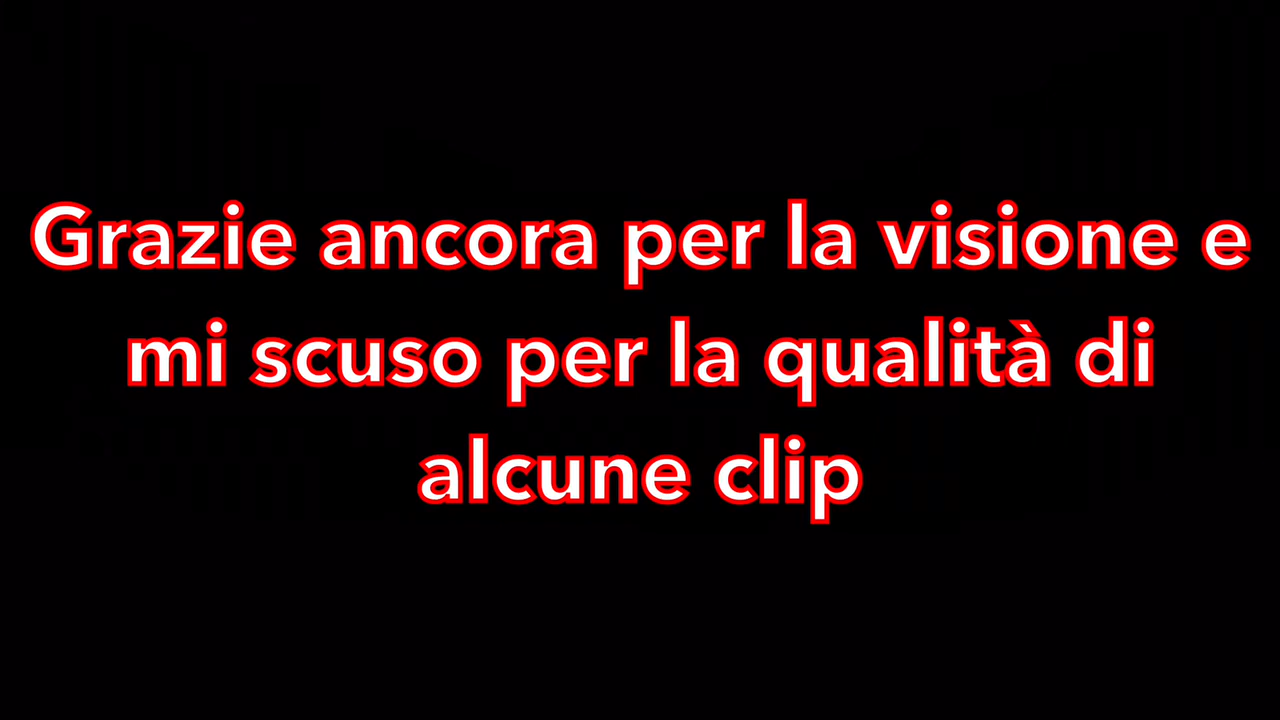 Grazie ancora per la visione e
mi scuso per la qualità di
alcune clip